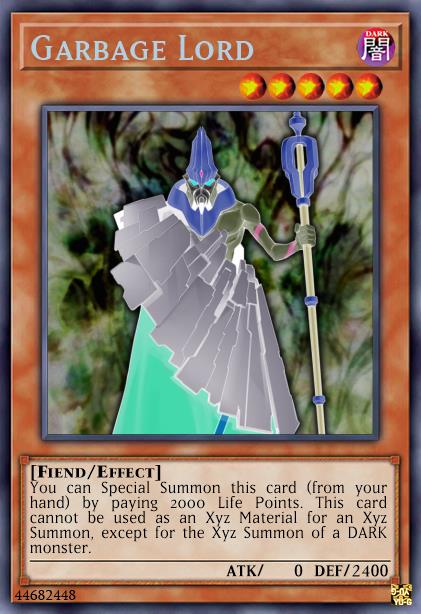 GARBAGE LORD
DARK
闇
[FIEND/EFFECT]
You can Special Summon this card (from your
hand) by paying 2000 Life Points. This card
cannot be used as an Xyz Material for an Xyz
Summon, except for the Xyz Summon of a DARK
monster.
ATK/ 0 DEF/2400
44682448